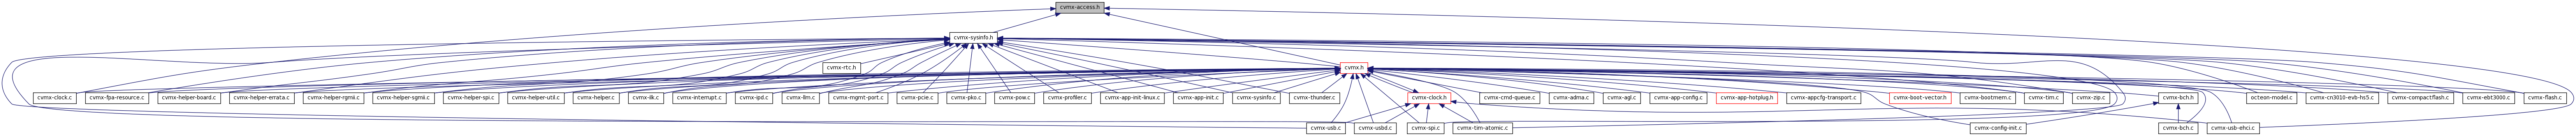 cvmx-access.h
cvmx-sysinfo.h
cvmx-rtc.h
cvmx.h
cvmx-clock.c
cvmx-fpa-resource.c
cvmx-helper-board.c
cvmx-helper-errata.c
cvmx-helper-rgmii.c
cvmx-helper-sgmii.c
cvmx-helper-spi.c
cvmx-helper-util.c
cvmx-helper.c
cvmx-ilk.c
cvmx-interrupt.c
cvmx-ipd.c
cvmx-llm.c
cvmx-mgmt-port.c
cvmx-pcie.c
cvmx-pko.c
cvmx-pow.c
cvmx-profiler.c
cvmx-app-init-linux.c
cvmx-app-init.c
cvmx-sysinfo.c
cvmx-thunder.c
cvmx-clock.h
cvmx-cmd-queue.c
cvmx-adma.c
cvmx-agl.c
cvmx-app-config.c
cvmx-app-hotplug.h
cvmx-appcfg-transport.c
cvmx-boot-vector.h
cvmx-bootmem.c
cvmx-tim.c
cvmx-zip.c
cvmx-bch.h
octeon-model.c
cvmx-cn3010-evb-hs5.c
cvmx-compactflash.c
cvmx-ebt3000.c
cvmx-flash.c
cvmx-usb.c
cvmx-usbd.c
cvmx-spi.c
cvmx-tim-atomic.c
cvmx-config-init.c
cvmx-bch.c
cvmx-usb-ehci.c